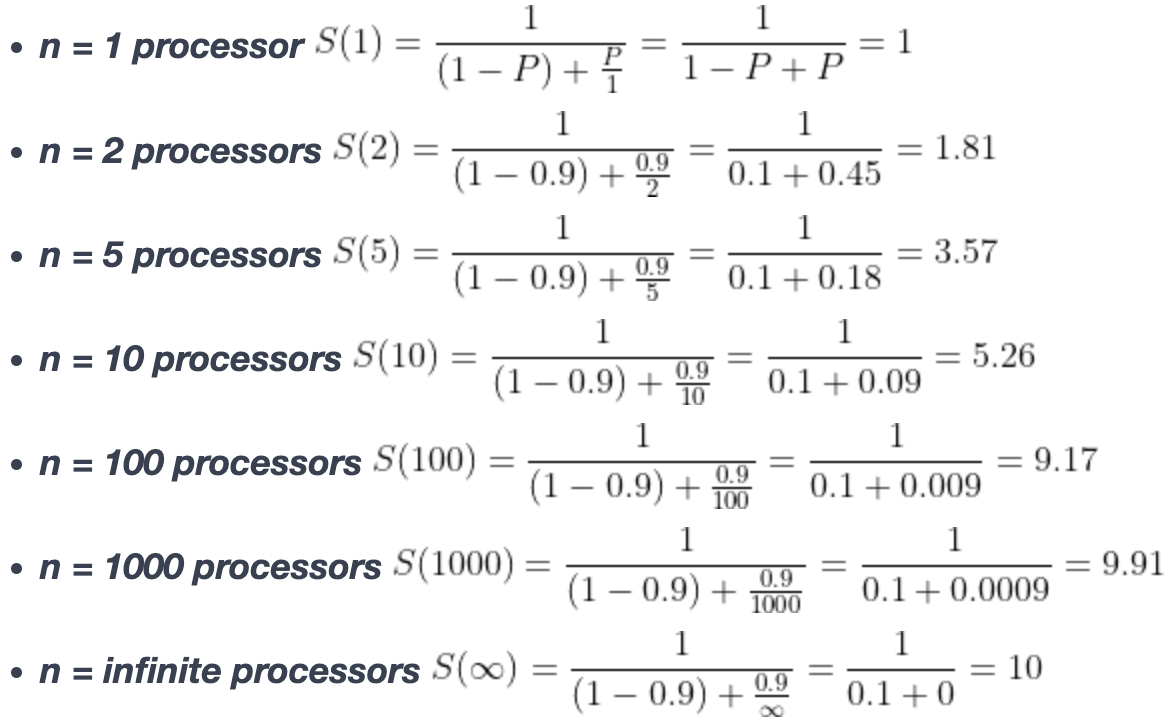 • n = 1 processor S(1) = \frac{1}{(1 − P) + \frac{P}{1}} = \frac{1}{1 − P + P} = 1
• n = 2 processors S(2) = \frac{1}{(1 − 0.9) + \frac{0.9}{2}} = \frac{1}{0.1 + 0.45} = 1.81
• n = 5 processors S(5) = \frac{1}{(1 − 0.9) + \frac{0.9}{5}} = \frac{1}{0.1 + 0.18} = 3.57
• n = 10 processors S(10) = \frac{1}{(1 − 0.9) + \frac{0.9}{10}} = \frac{1}{0.1 + 0.09} = 5.26
• n = 100 processors S(100) = \frac{1}{(1 − 0.9) + \frac{0.9}{100}} = \frac{1}{0.1 + 0.009} = 9.17
• n = 1000 processors S(1000) = \frac{1}{(1 − 0.9) + \frac{0.9}{1000}} = \frac{1}{0.1 + 0.0009} = 9.91
• n = infinite processors S(∞) = \frac{1}{(1 − 0.9) + \frac{0.9}{∞}} = \frac{1}{0.1 + 0} = 10